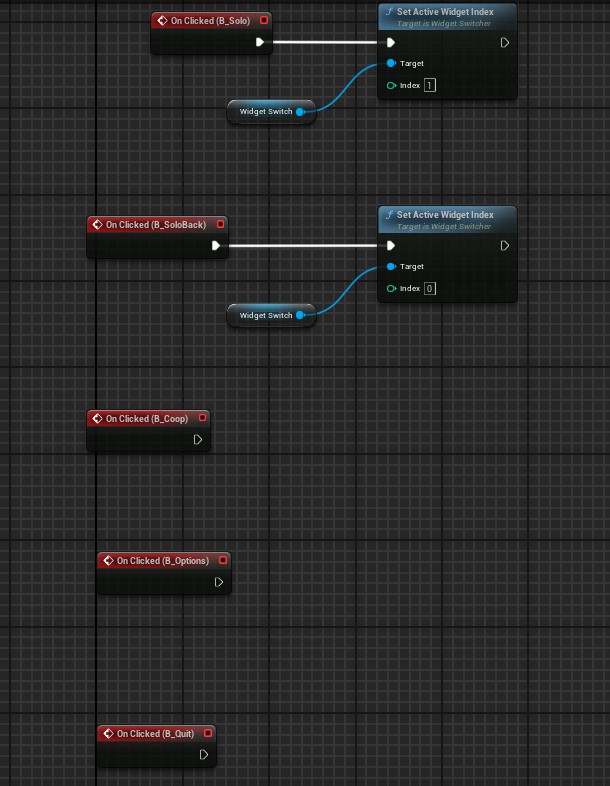 On Clicked (B_Solo)
Set Active Widget Index
Target is Widget Switcher
Target
Index 1
Widget Switch
On Clicked (B_SoloBack)
Set Active Widget Index
Target is Widget Switcher
Target
Index 0
Widget Switch
On Clicked (B_Coop)
On Clicked (B_Options)
On Clicked (B_Quit)